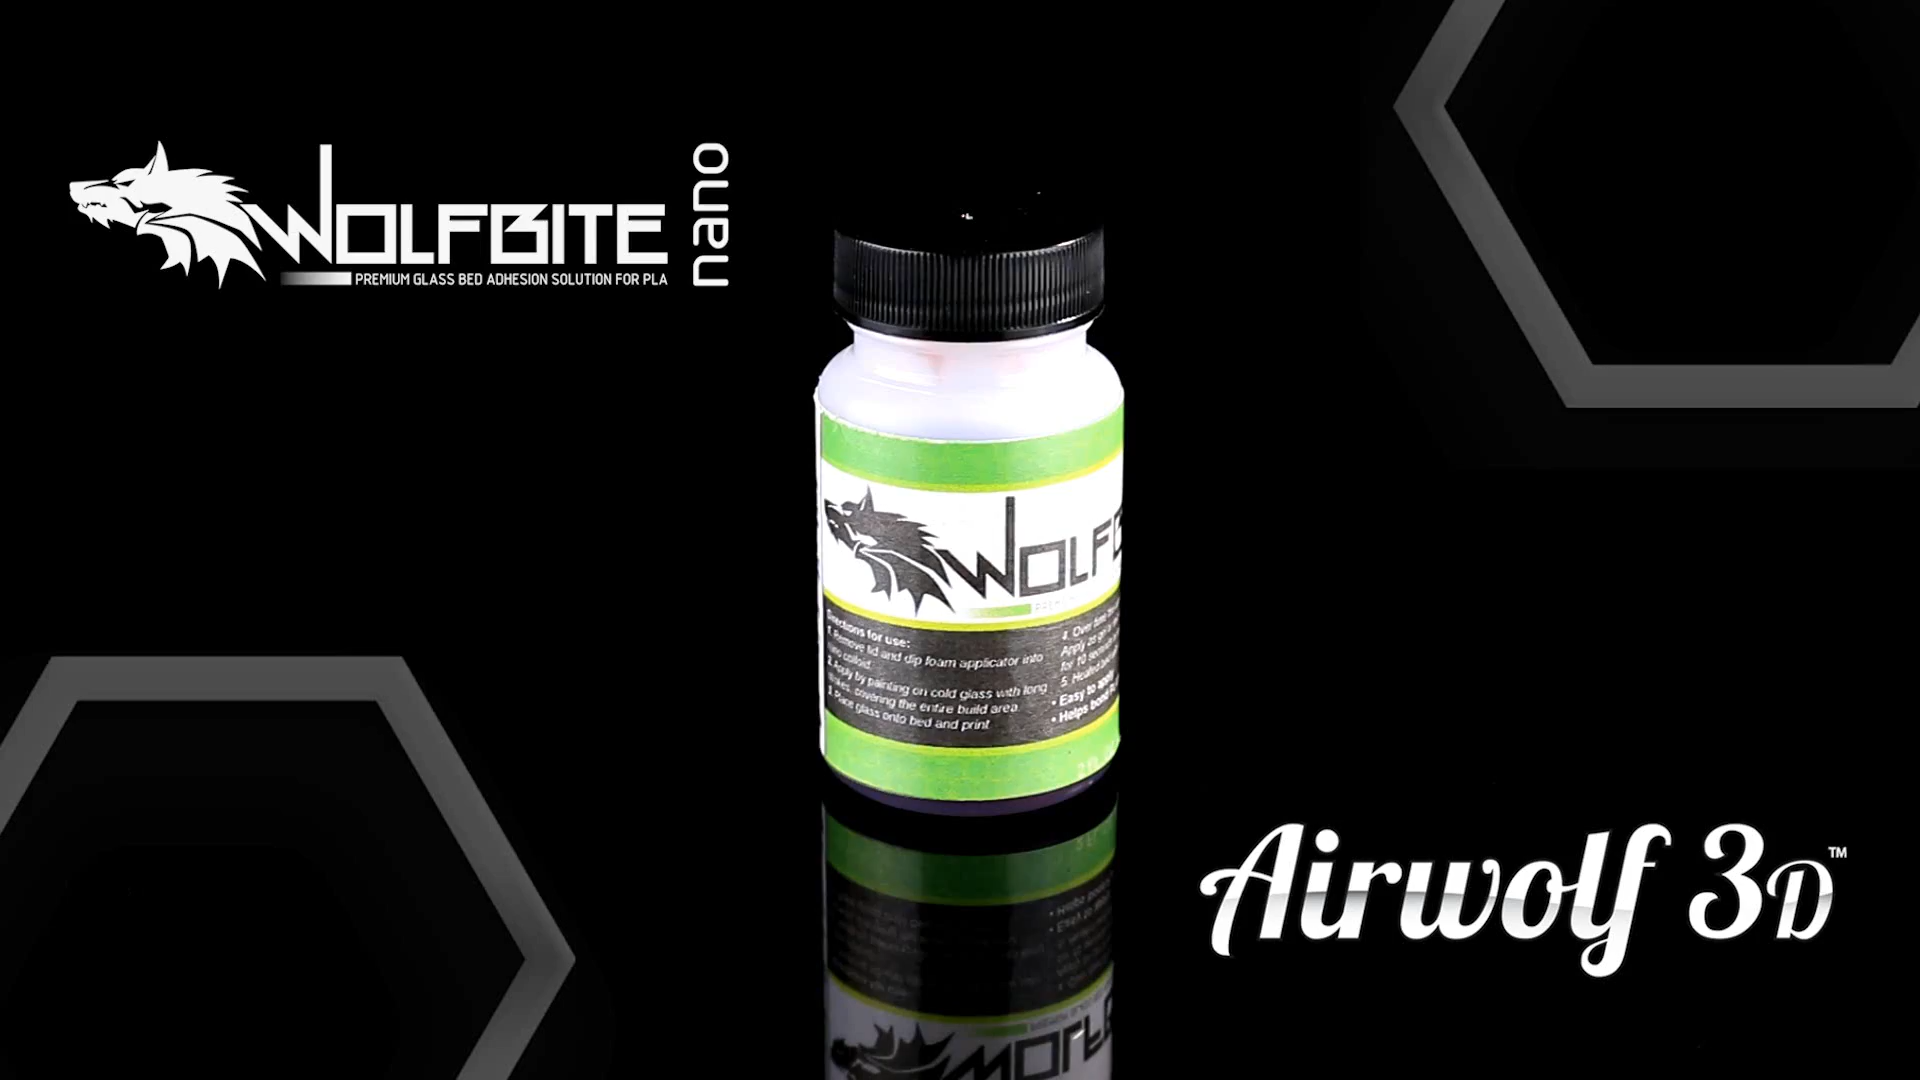 WOLFBITE
nano
PREMIUM GLASS BED ADHESION SOLUTION FOR PLA
WOLFB
Directions for use:
1. Remove lid and dip foam applicator into
nano colloid.
2. Apply by painting on cold glass with long
strokes, covering the entire build area.
3. Place glass onto bed and print.
4. Over time
Apply
for 10
5. Heated bed
• Easy to apply
• Helps bond
Airwolf 3D™